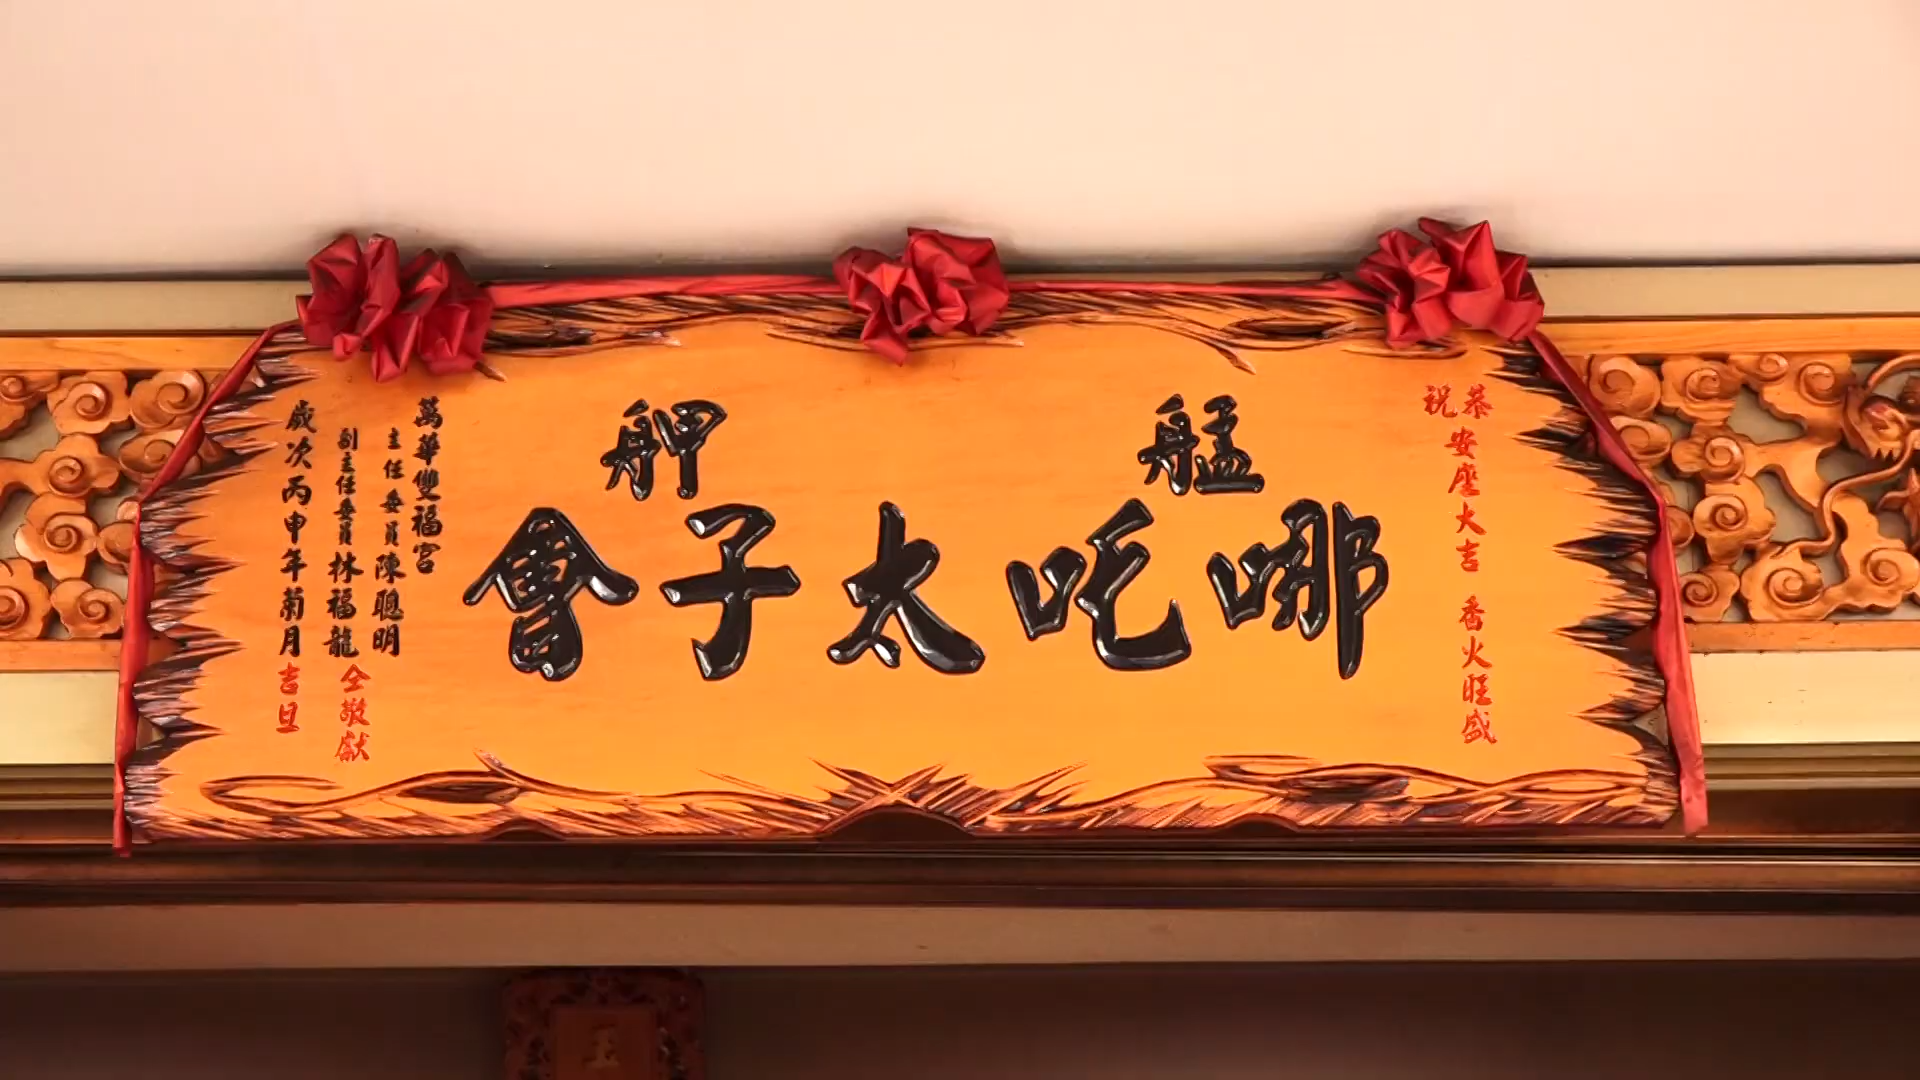 恭祝
安座大吉 香火旺盛
艋舺
哪吒太子會
萬華雙福宮
主任委員陳聰明
副主任委員林福龍
仝敬獻
歲次丙申年菊月吉旦